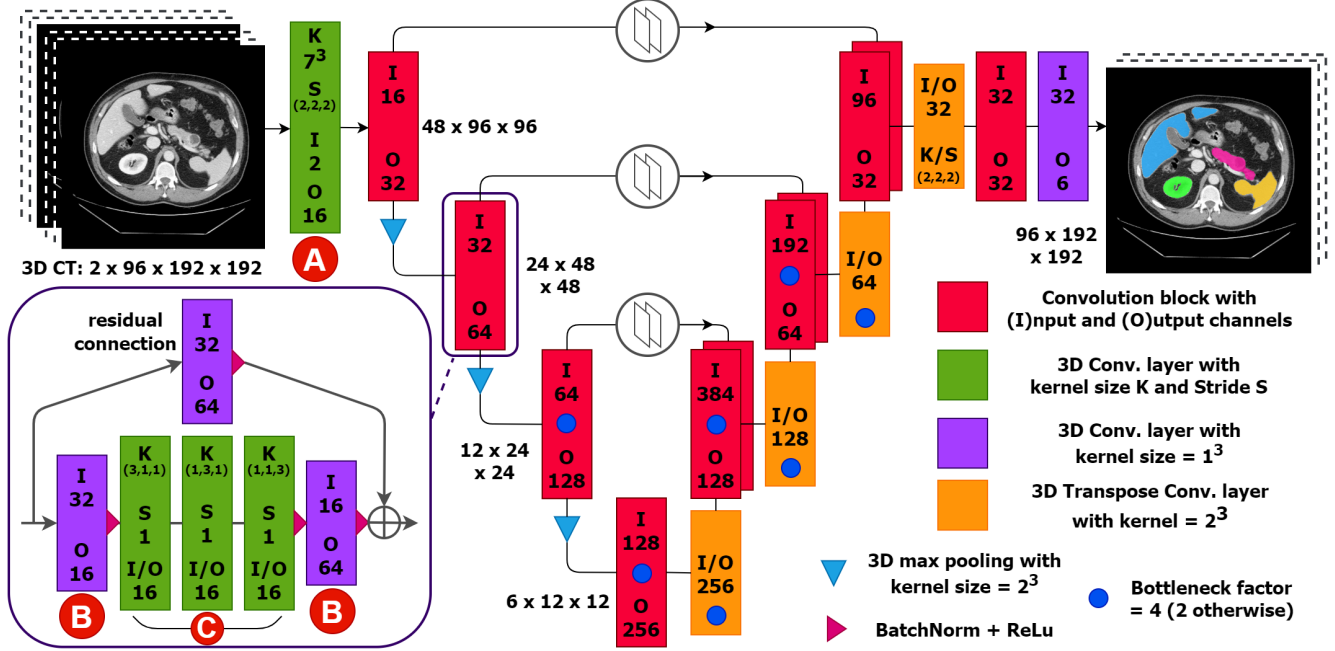 3D CT: 2 x 96 x 192 x 192
K
7³
S
(2,2,2)
I
2
O
16
A
I
16
O
32
48 x 96 x 96
I
32
O
64
24 x 48
x 48
I
64
O
128
12 x 24
x 24
I
128
O
256
6 x 12 x 12
I/O
256
I
384
O
128
I/O
128
I
192
O
64
I/O
64
I
96
O
32
I/O
32
K/S
(2,2,2)
I
32
O
32
I
32
O
6
96 x 192
x 192
residual
connection
I
32
O
64
I
32
O
16
B
K
(3,1,1)
S
1
I/O
16
K
(1,3,1)
S
1
I/O
16
K
(1,1,3)
S
1
I/O
16
C
I
16
O
64
B
Convolution block with
(I)nput and (O)utput channels
3D Conv. layer with
kernel size K and Stride S
3D Conv. layer with
kernel size = 1³
3D Transpose Conv. layer
with kernel = 2³
3D max pooling with
kernel size = 2³
BatchNorm + ReLu
Bottleneck factor
= 4 (2 otherwise)